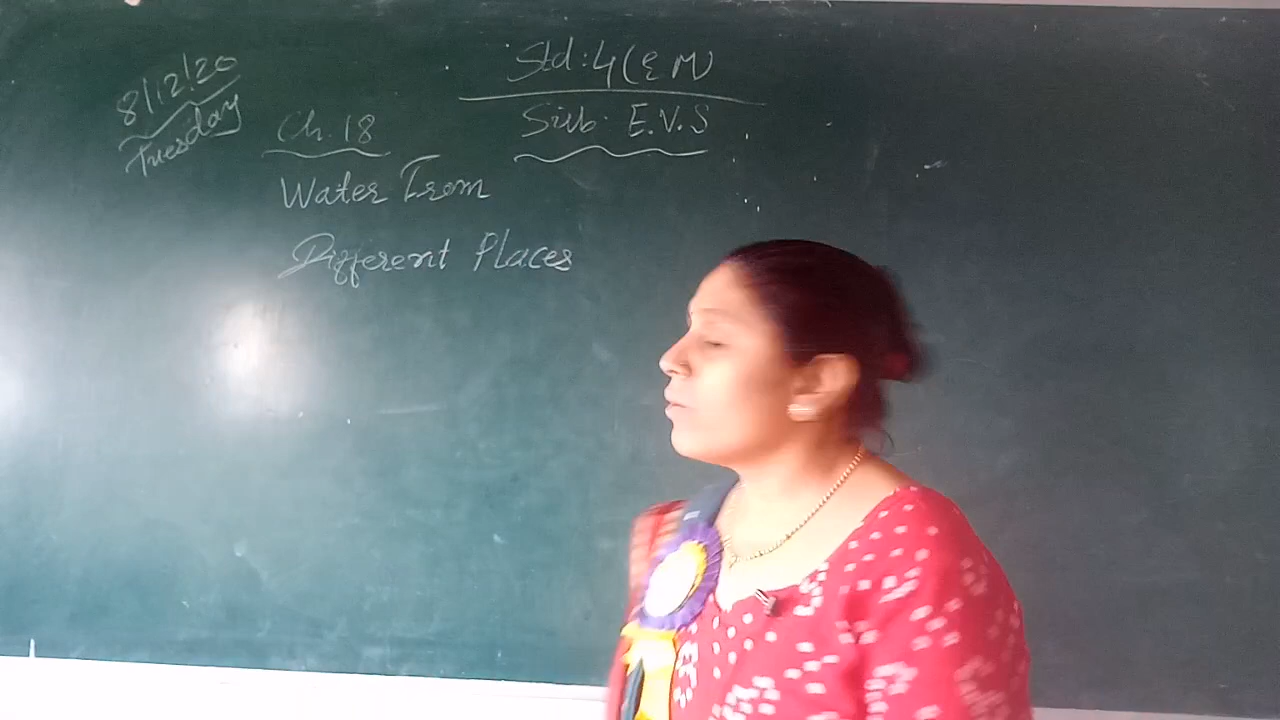 8/12/20
Tuesday
Std: 4 (E M)
Sub: E.V.S
Ch. 18
Water From
Different Places